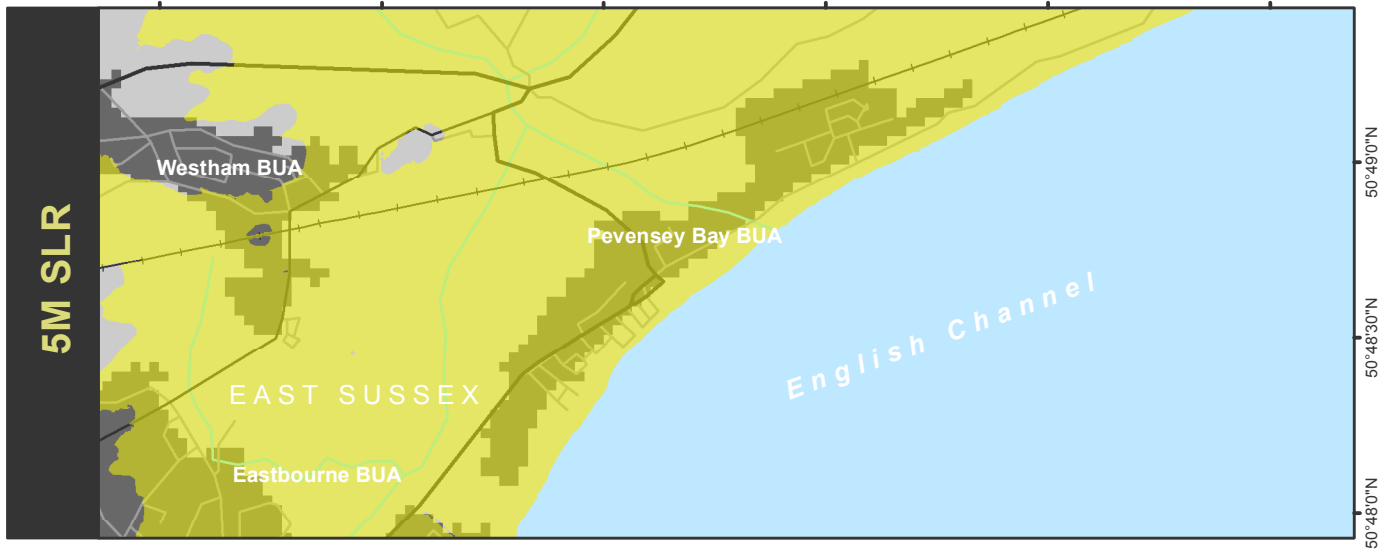 5M SLR
Westham BUA
Pevensey Bay BUA
English Channel
EAST SUSSEX
Eastbourne BUA
50°49'0"N
50°48'30"N
50°48'0"N